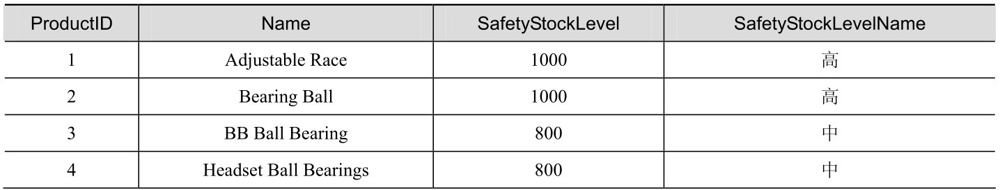 ProductID Name SafetyStockLevel SafetyStockLevelName
1 Adjustable Race 1000 高
2 Bearing Ball 1000 高
3 BB Ball Bearing 800 中
4 Headset Ball Bearings 800 中